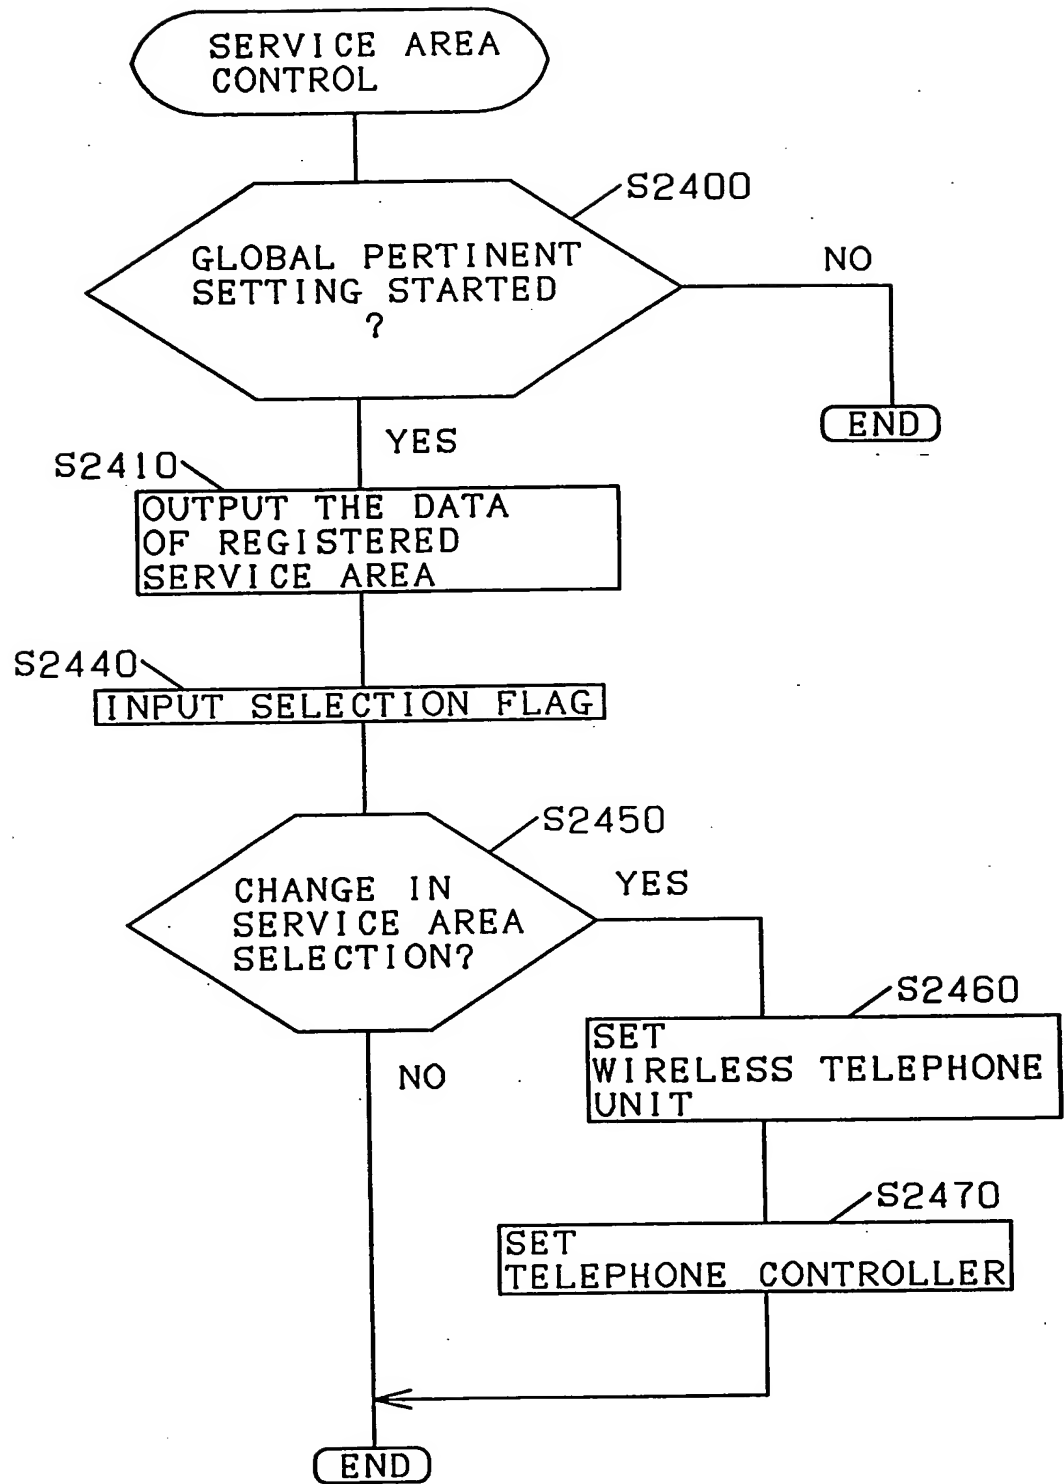 SERVICE AREA
CONTROL
S2400
GLOBAL PERTINENT
SETTING STARTED
?
NO
END
YES
S2410
OUTPUT THE DATA
OF REGISTERED
SERVICE AREA
S2440
INPUT SELECTION FLAG
S2450
CHANGE IN
SERVICE AREA
SELECTION?
YES
S2460
SET
WIRELESS TELEPHONE
UNIT
NO
S2470
SET
TELEPHONE CONTROLLER
END